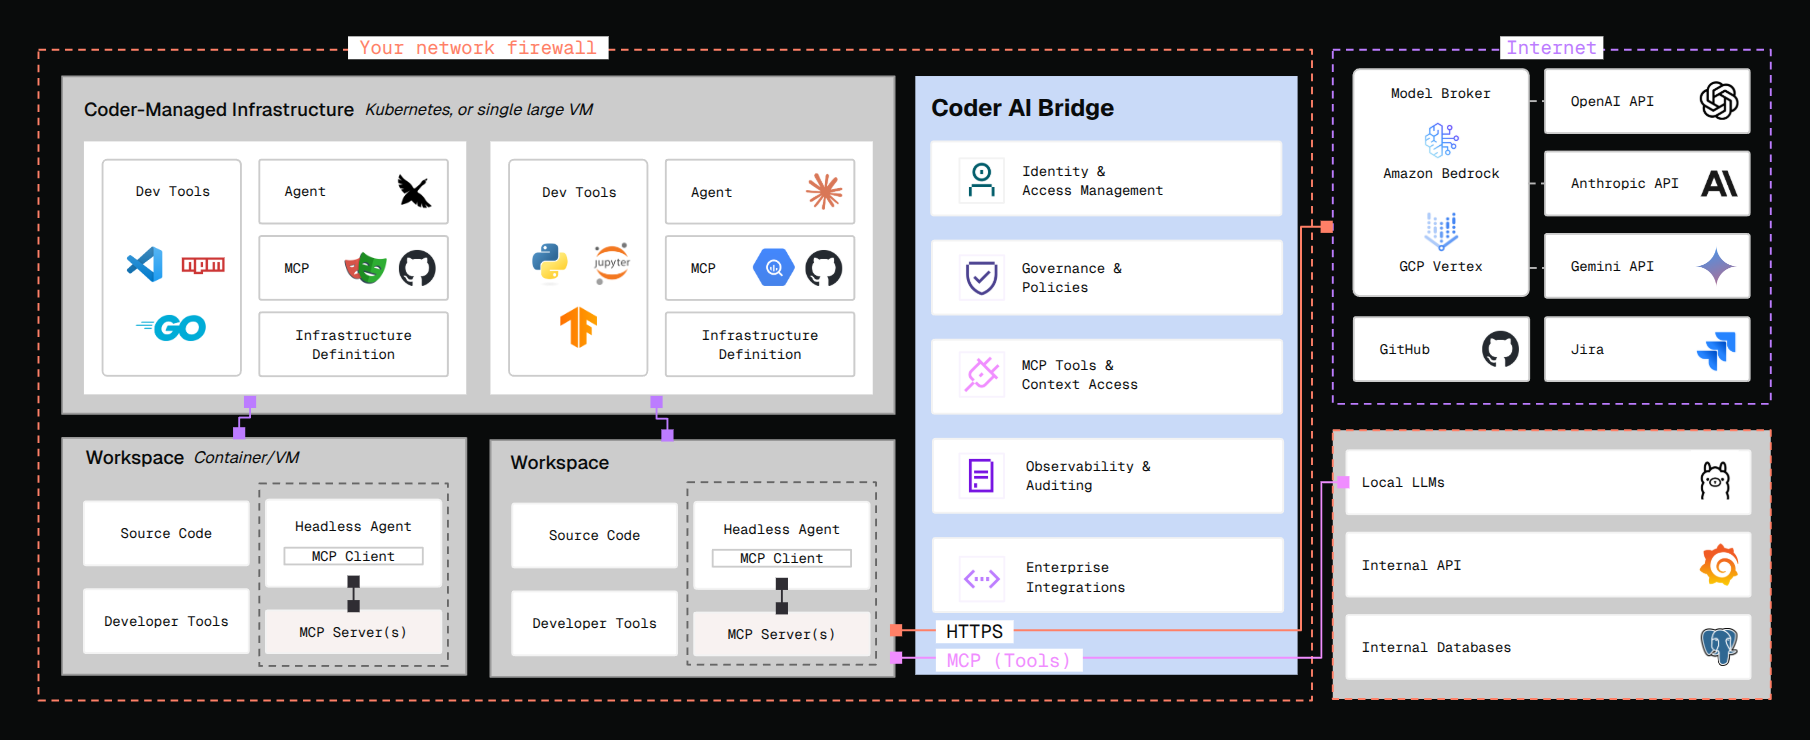 Your network firewall
Coder-Managed Infrastructure Kubernetes, or single large VM
Dev Tools
npm
GO
Agent
MCP
Infrastructure
Definition
Dev Tools
jupyter
Agent
MCP
Infrastructure
Definition
Workspace Container/VM
Source Code
Developer Tools
Headless Agent
MCP Client
MCP Server(s)
Workspace
Source Code
Developer Tools
Headless Agent
MCP Client
MCP Server(s)
Coder AI Bridge
Identity &
Access Management
Governance &
Policies
MCP Tools &
Context Access
Observability &
Auditing
Enterprise
Integrations
HTTPS
MCP (Tools)
Internet
Model Broker
Amazon Bedrock
GCP Vertex
OpenAI API
Anthropic API
Gemini API
GitHub
Jira
Local LLMs
Internal API
Internal Databases